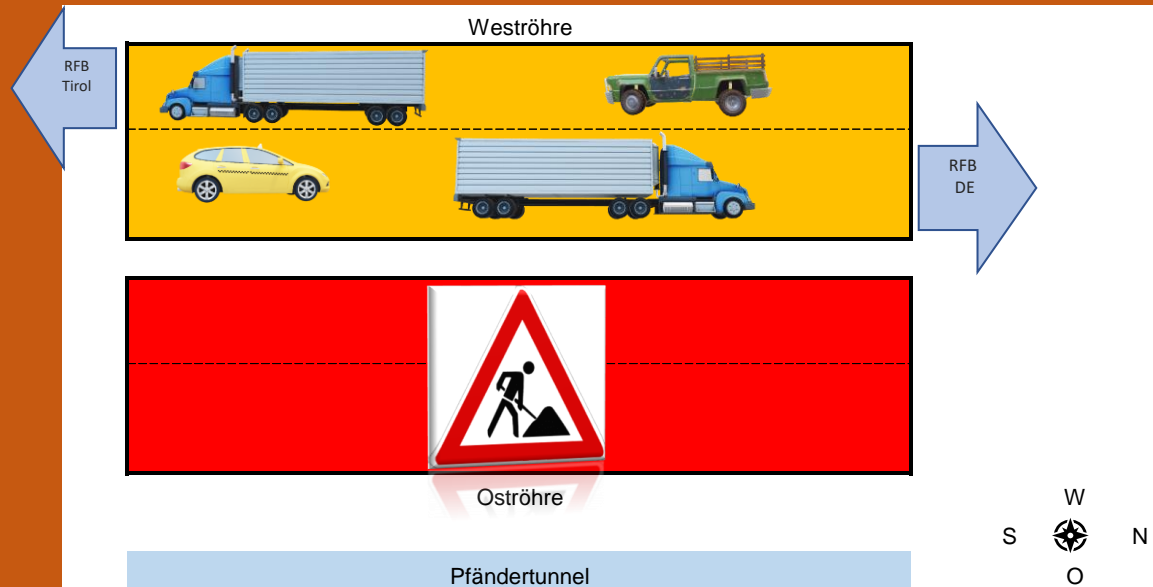 Weströhre
RFB
Tirol
RFB
DE
Oströhre
W
S
N
O
Pfändertunnel